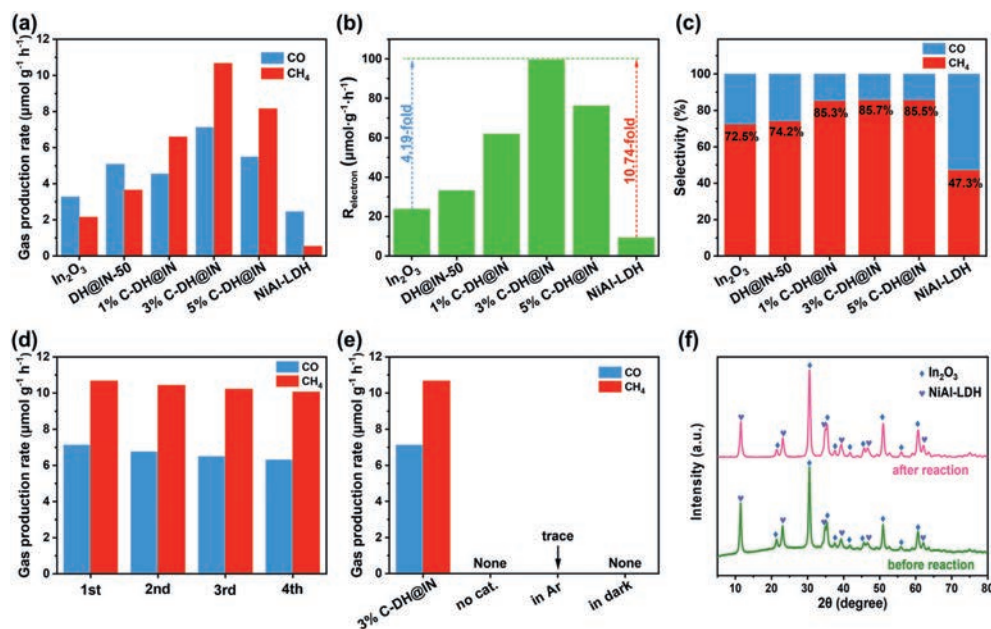 (a)
Gas production rate (μmol g⁻¹ h⁻¹)
12
10
8
6
4
2
0
CO
CH₄
In₂O₃
DH@IN-50
1% C-DH@IN
3% C-DH@IN
5% C-DH@IN
NiAl-LDH
(b)
Rₑₗₑcₜᵣₒₙ (μmol·g⁻¹·h⁻¹)
100
80
60
40
20
0
4.19-fold
10.74-fold
In₂O₃
DH@IN-50
1% C-DH@IN
3% C-DH@IN
5% C-DH@IN
NiAl-LDH
(c)
Selectivity (%)
100
80
60
40
20
0
CO
CH₄
72.5%
74.2%
85.3%
85.7%
85.5%
47.3%
In₂O₃
DH@IN-50
1% C-DH@IN
3% C-DH@IN
5% C-DH@IN
NiAl-LDH
(d)
Gas production rate (μmol g⁻¹ h⁻¹)
12
10
8
6
4
2
0
CO
CH₄
1st
2nd
3rd
4th
(e)
Gas production rate (μmol g⁻¹ h⁻¹)
12
10
8
6
4
2
0
CO
CH₄
None
trace
None
3% C-DH@IN
no cat.
in Ar
in dark
(f)
Intensity (a.u.)
In₂O₃
NiAl-LDH
after reaction
before reaction
10
20
30
40
50
60
70
80
2θ (degree)